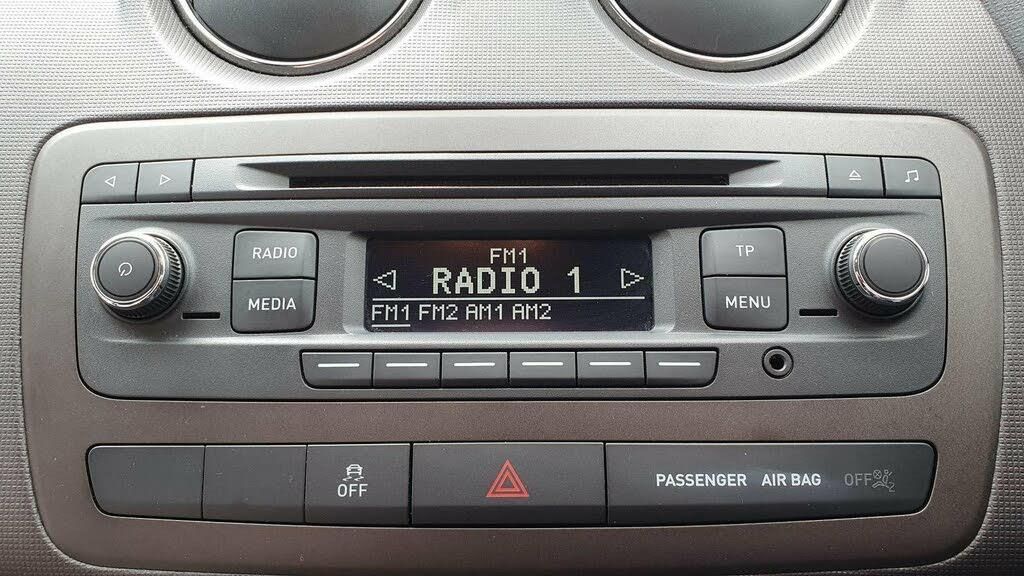 RADIO
MEDIA
FM1
RADIO 1
FM1 FM2 AM1 AM2
TP
MENU
OFF
PASSENGER AIR BAG OFF